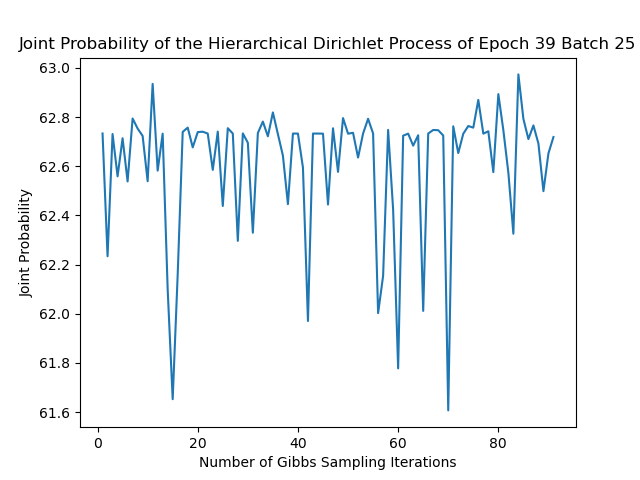 Joint Probability of the Hierarchical Dirichlet Process of Epoch 39 Batch 25
63.0
62.8
62.6
62.4
62.2
62.0
61.8
61.6
Joint Probability
0 20 40 60 80
Number of Gibbs Sampling Iterations